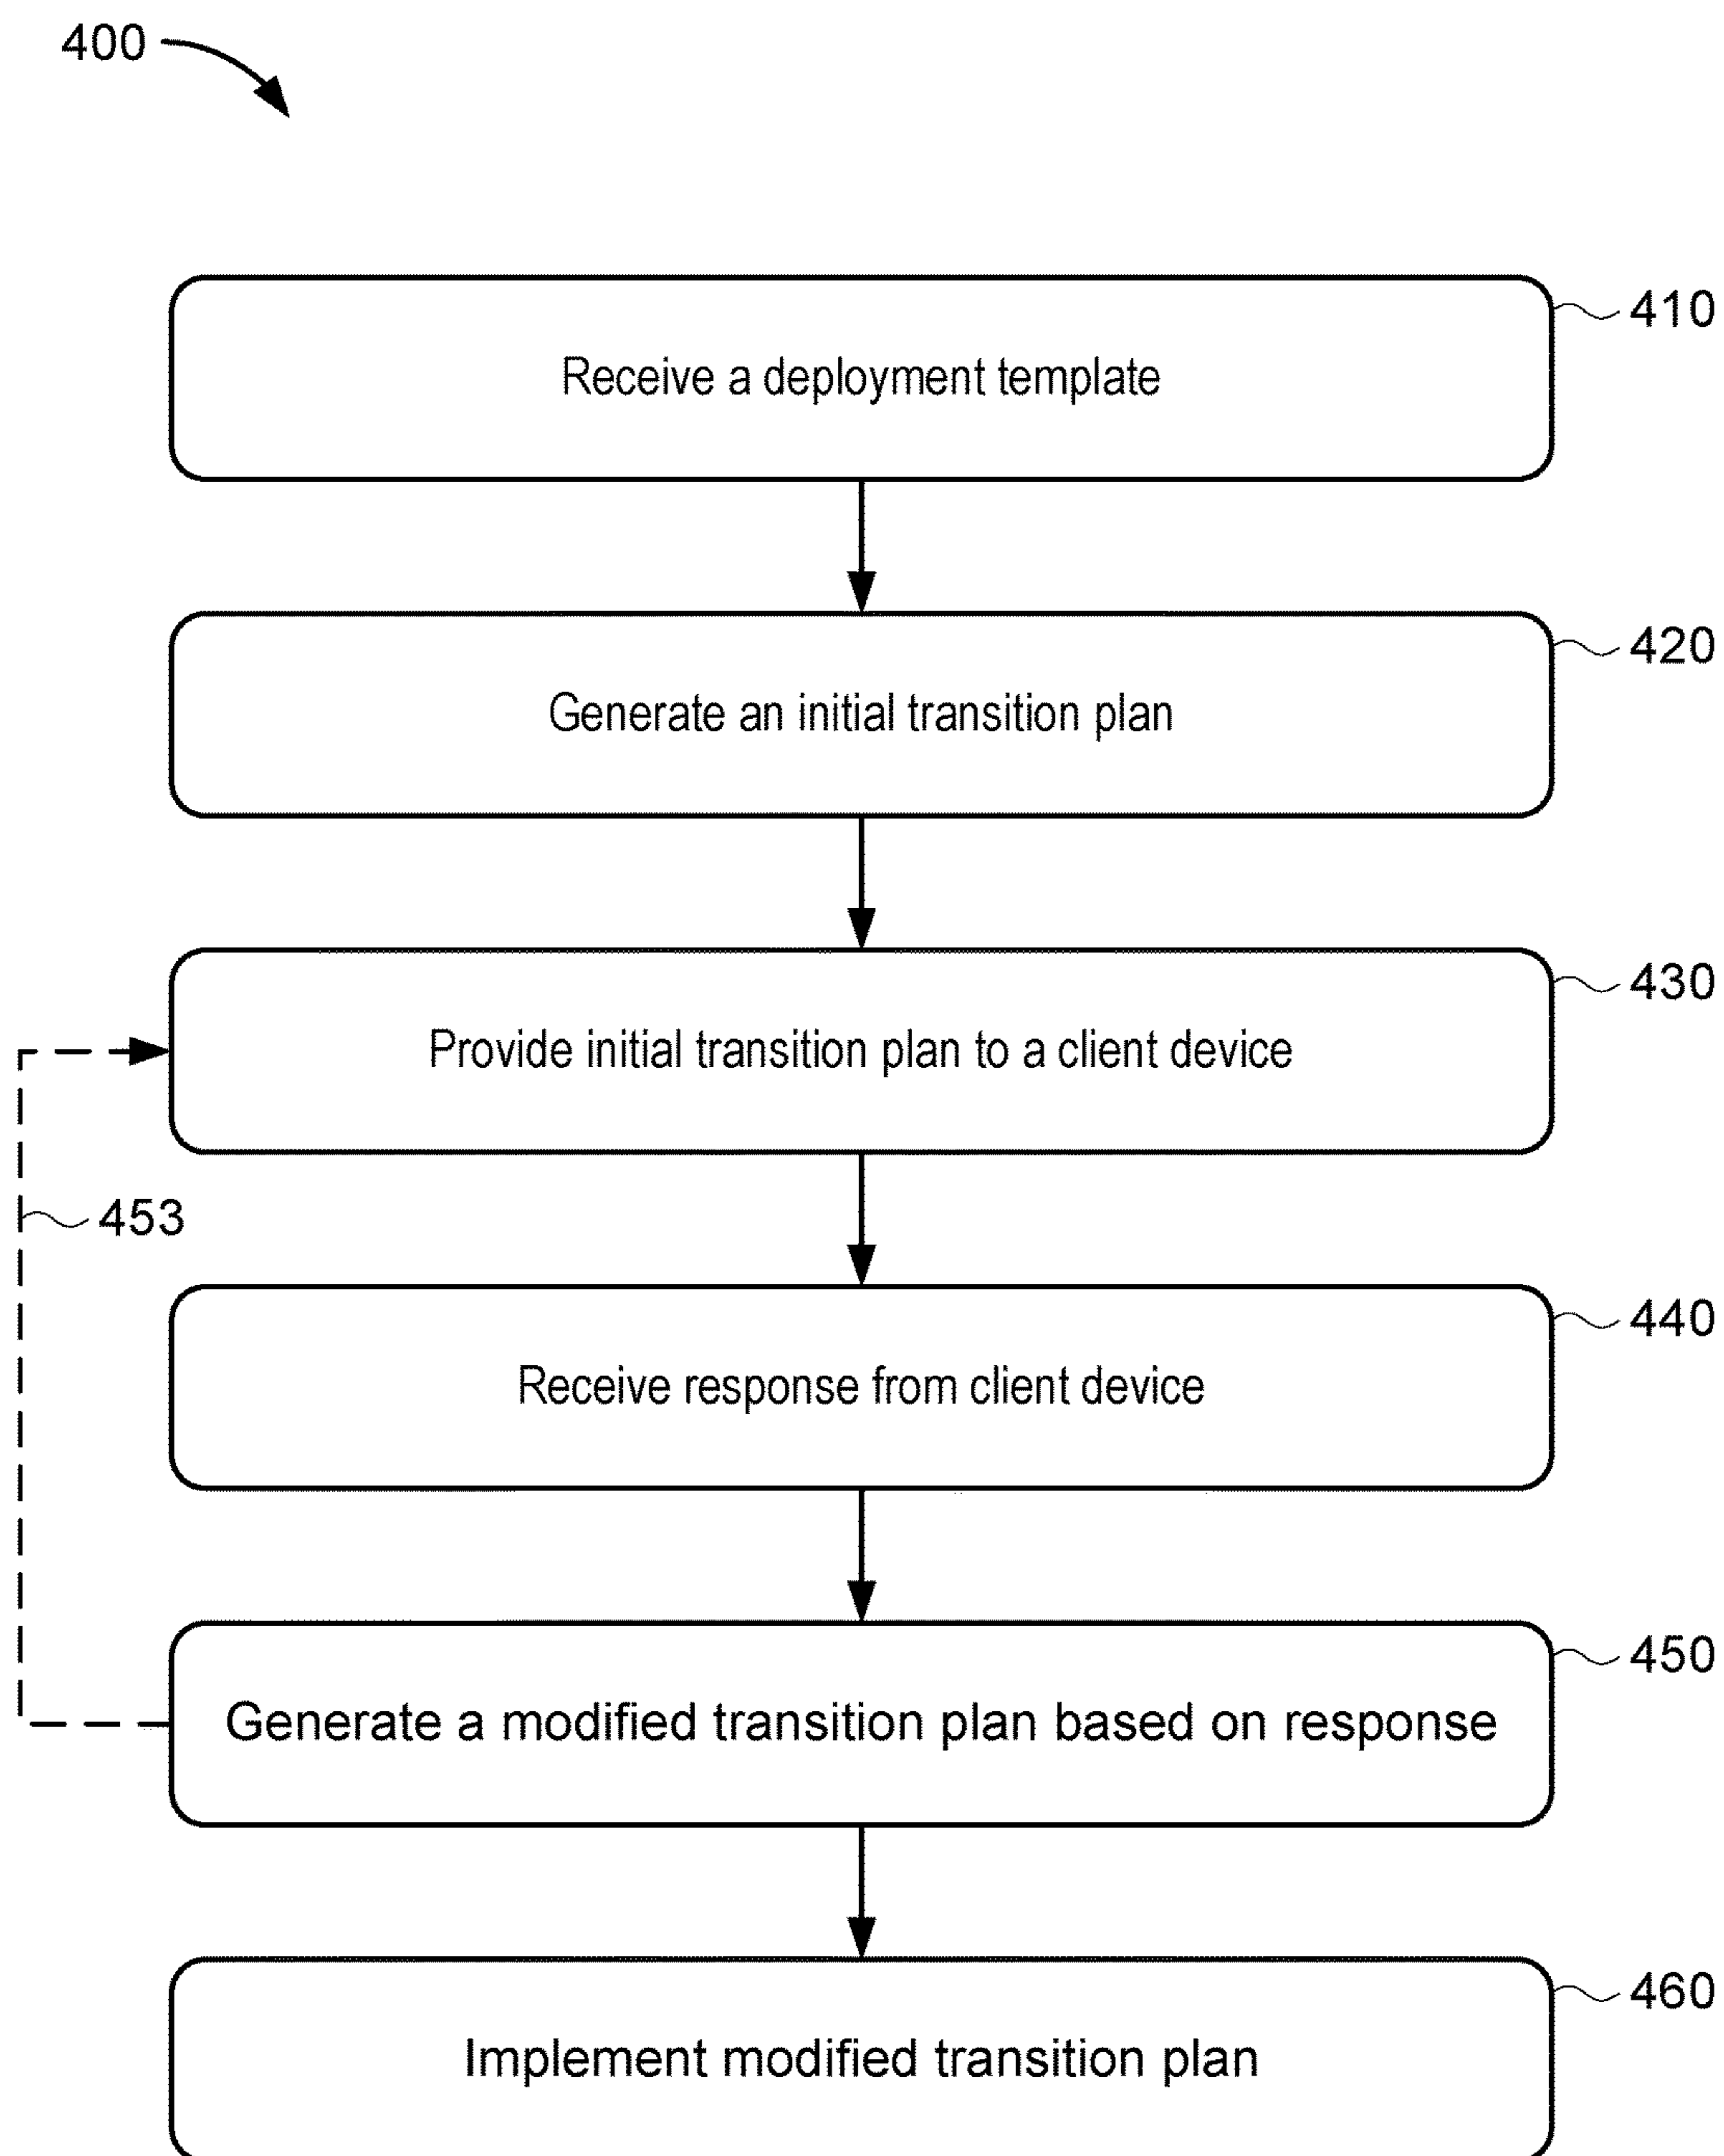 400
410
Receive a deployment template
420
Generate an initial transition plan
430
Provide initial transition plan to a client device
453
440
Receive response from client device
450
Generate a modified transition plan based on response
460
Implement modified transition plan